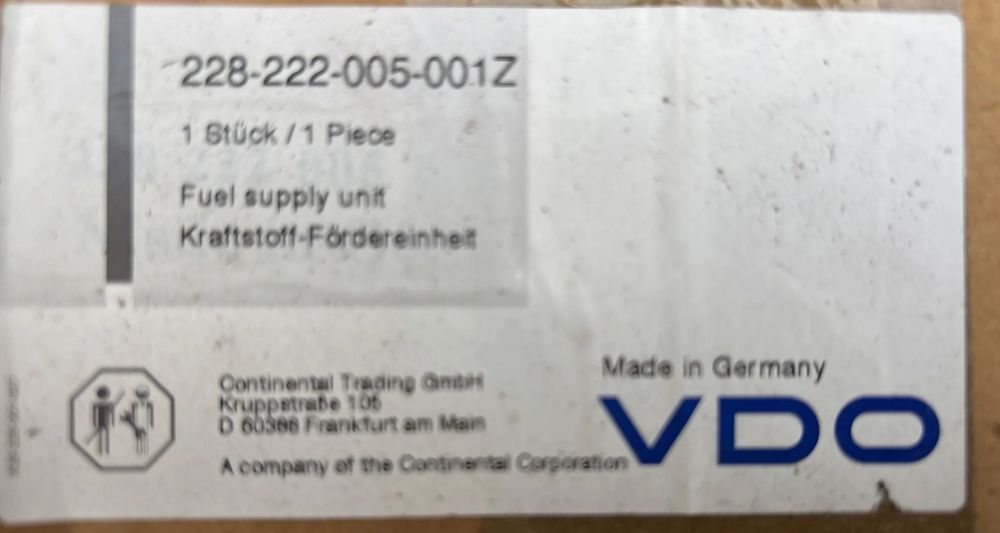 228-222-005-001Z
1 Stück / 1 Piece
Fuel supply unit
Kraftstoff-Fördereinheit
Continental Trading GmbH
Kruppstraße 105
D 60388 Frankfurt am Main
A company of the Continental Corporation
Made in Germany
VDO